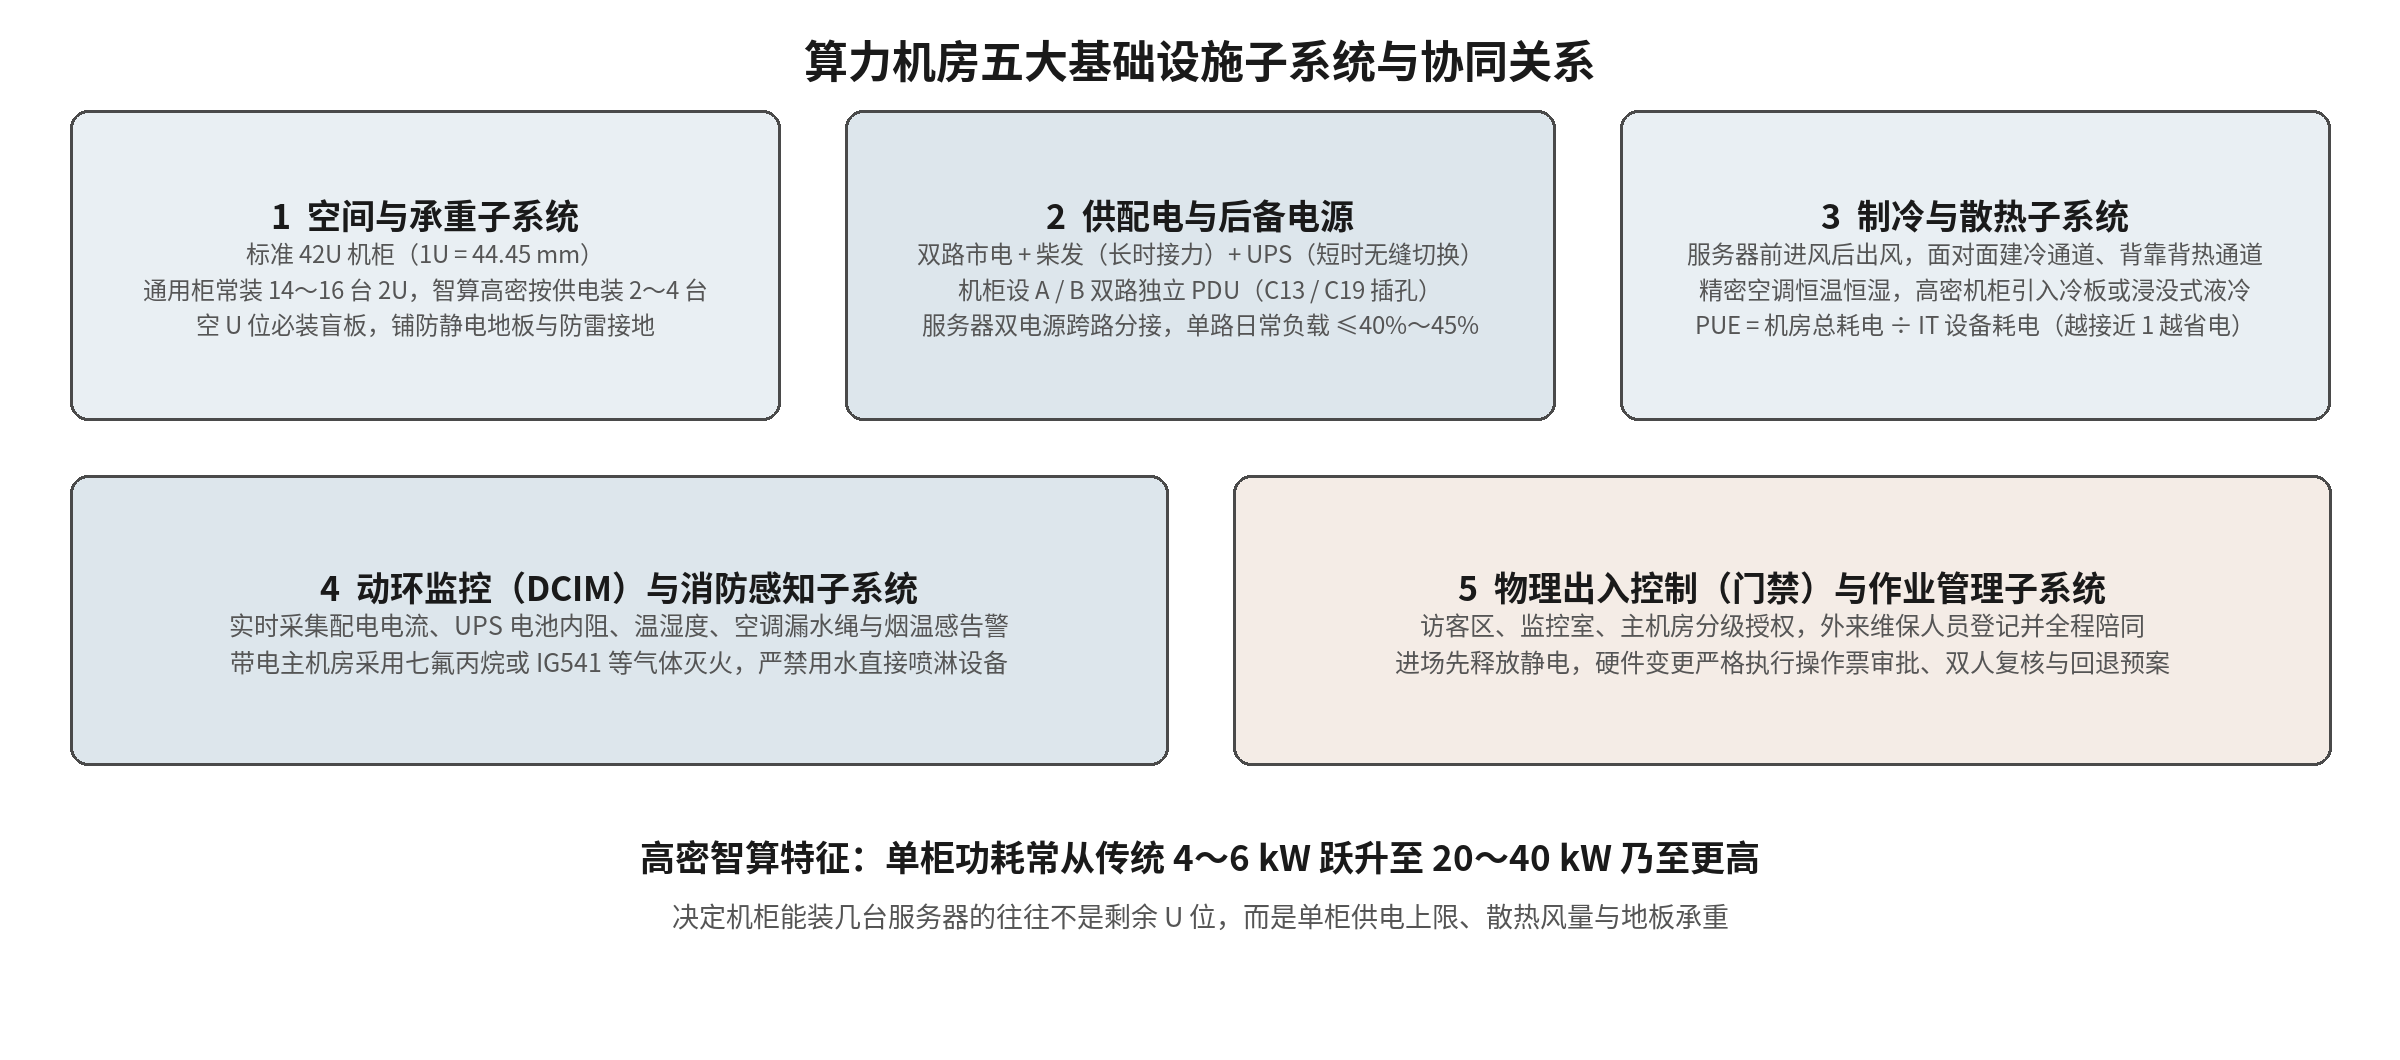 算力机房五大基础设施子系统与协同关系
1 空间与承重子系统
标准 42U 机柜（1U = 44.45 mm）
通用柜常装 14～16 台 2U，智算高密按供电装 2～4 台
空 U 位必装盲板，铺防静电地板与防雷接地
2 供配电与后备电源
双路市电 + 柴发（长时接力）+ UPS（短时无缝切换）
机柜设 A / B 双路独立 PDU（C13 / C19 插孔）
服务器双电源跨路分接，单路日常负载 ≤40%～45%
3 制冷与散热子系统
服务器前进风后出风，面对面建冷通道、背靠背热通道
精密空调恒温恒湿，高密机柜引入冷板或浸没式液冷
PUE = 机房总耗电 ÷ IT 设备耗电（越接近 1 越省电）
4 动环监控（DCIM）与消防感知子系统
实时采集配电电流、UPS 电池内阻、温湿度、空调漏水绳与烟温感告警
带电主机房采用七氟丙烷或 IG541 等气体灭火，严禁用水直接喷淋设备
5 物理出入控制（门禁）与作业管理子系统
访客区、监控室、主机房分级授权，外来维保人员登记并全程陪同
进场先释放静电，硬件变更严格执行操作票审批、双人复核与回退预案
高密智算特征：单柜功耗常从传统 4～6 kW 跃升至 20～40 kW 乃至更高
决定机柜能装几台服务器的往往不是剩余 U 位，而是单柜供电上限、散热风量与地板承重